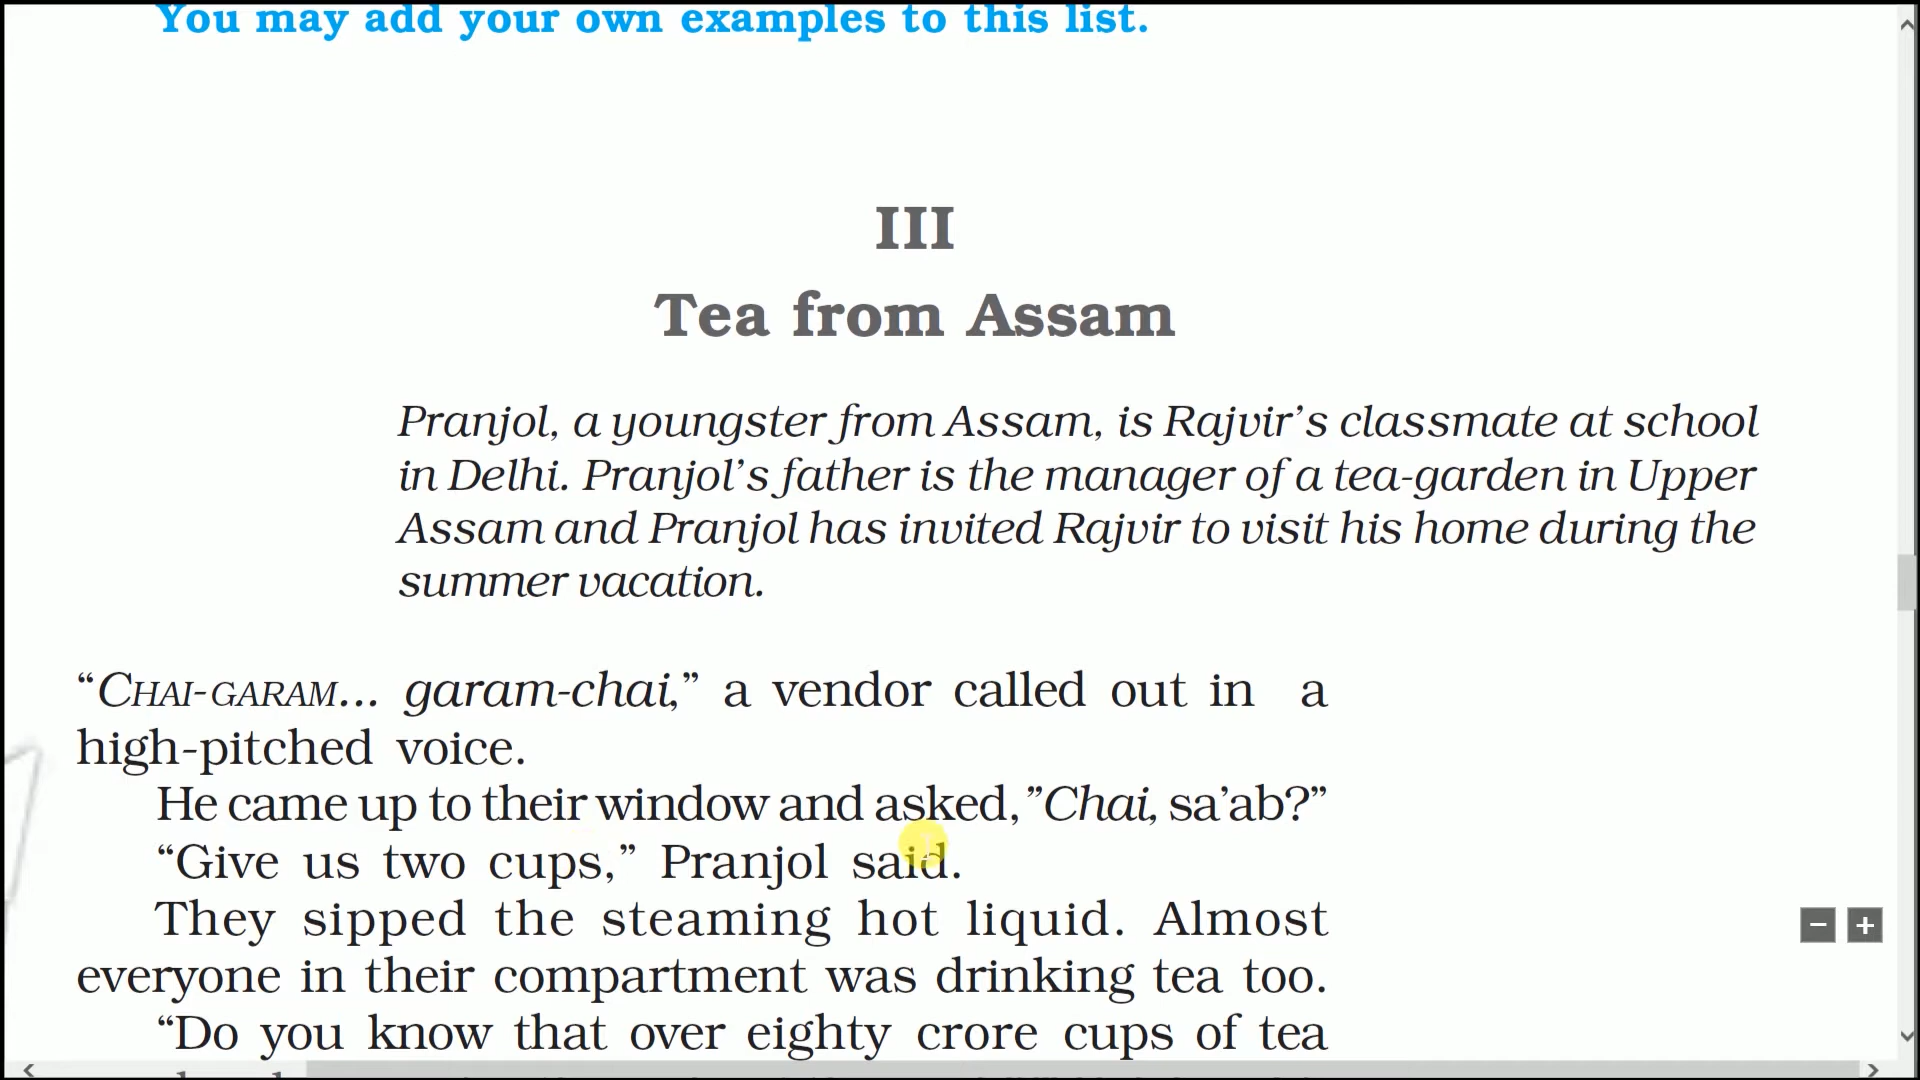 You may add your own examples to this list.
III
Tea from Assam
Pranjol, a youngster from Assam, is Rajvir’s classmate at school
in Delhi. Pranjol’s father is the manager of a tea-garden in Upper
Assam and Pranjol has invited Rajvir to visit his home during the
summer vacation.
“CHAI-GARAM... garam-chai,” a vendor called out in a
high-pitched voice.
He came up to their window and asked, ”Chai, sa’ab?”
“Give us two cups,” Pranjol said.
They sipped the steaming hot liquid. Almost
everyone in their compartment was drinking tea too.
“Do you know that over eighty crore cups of tea